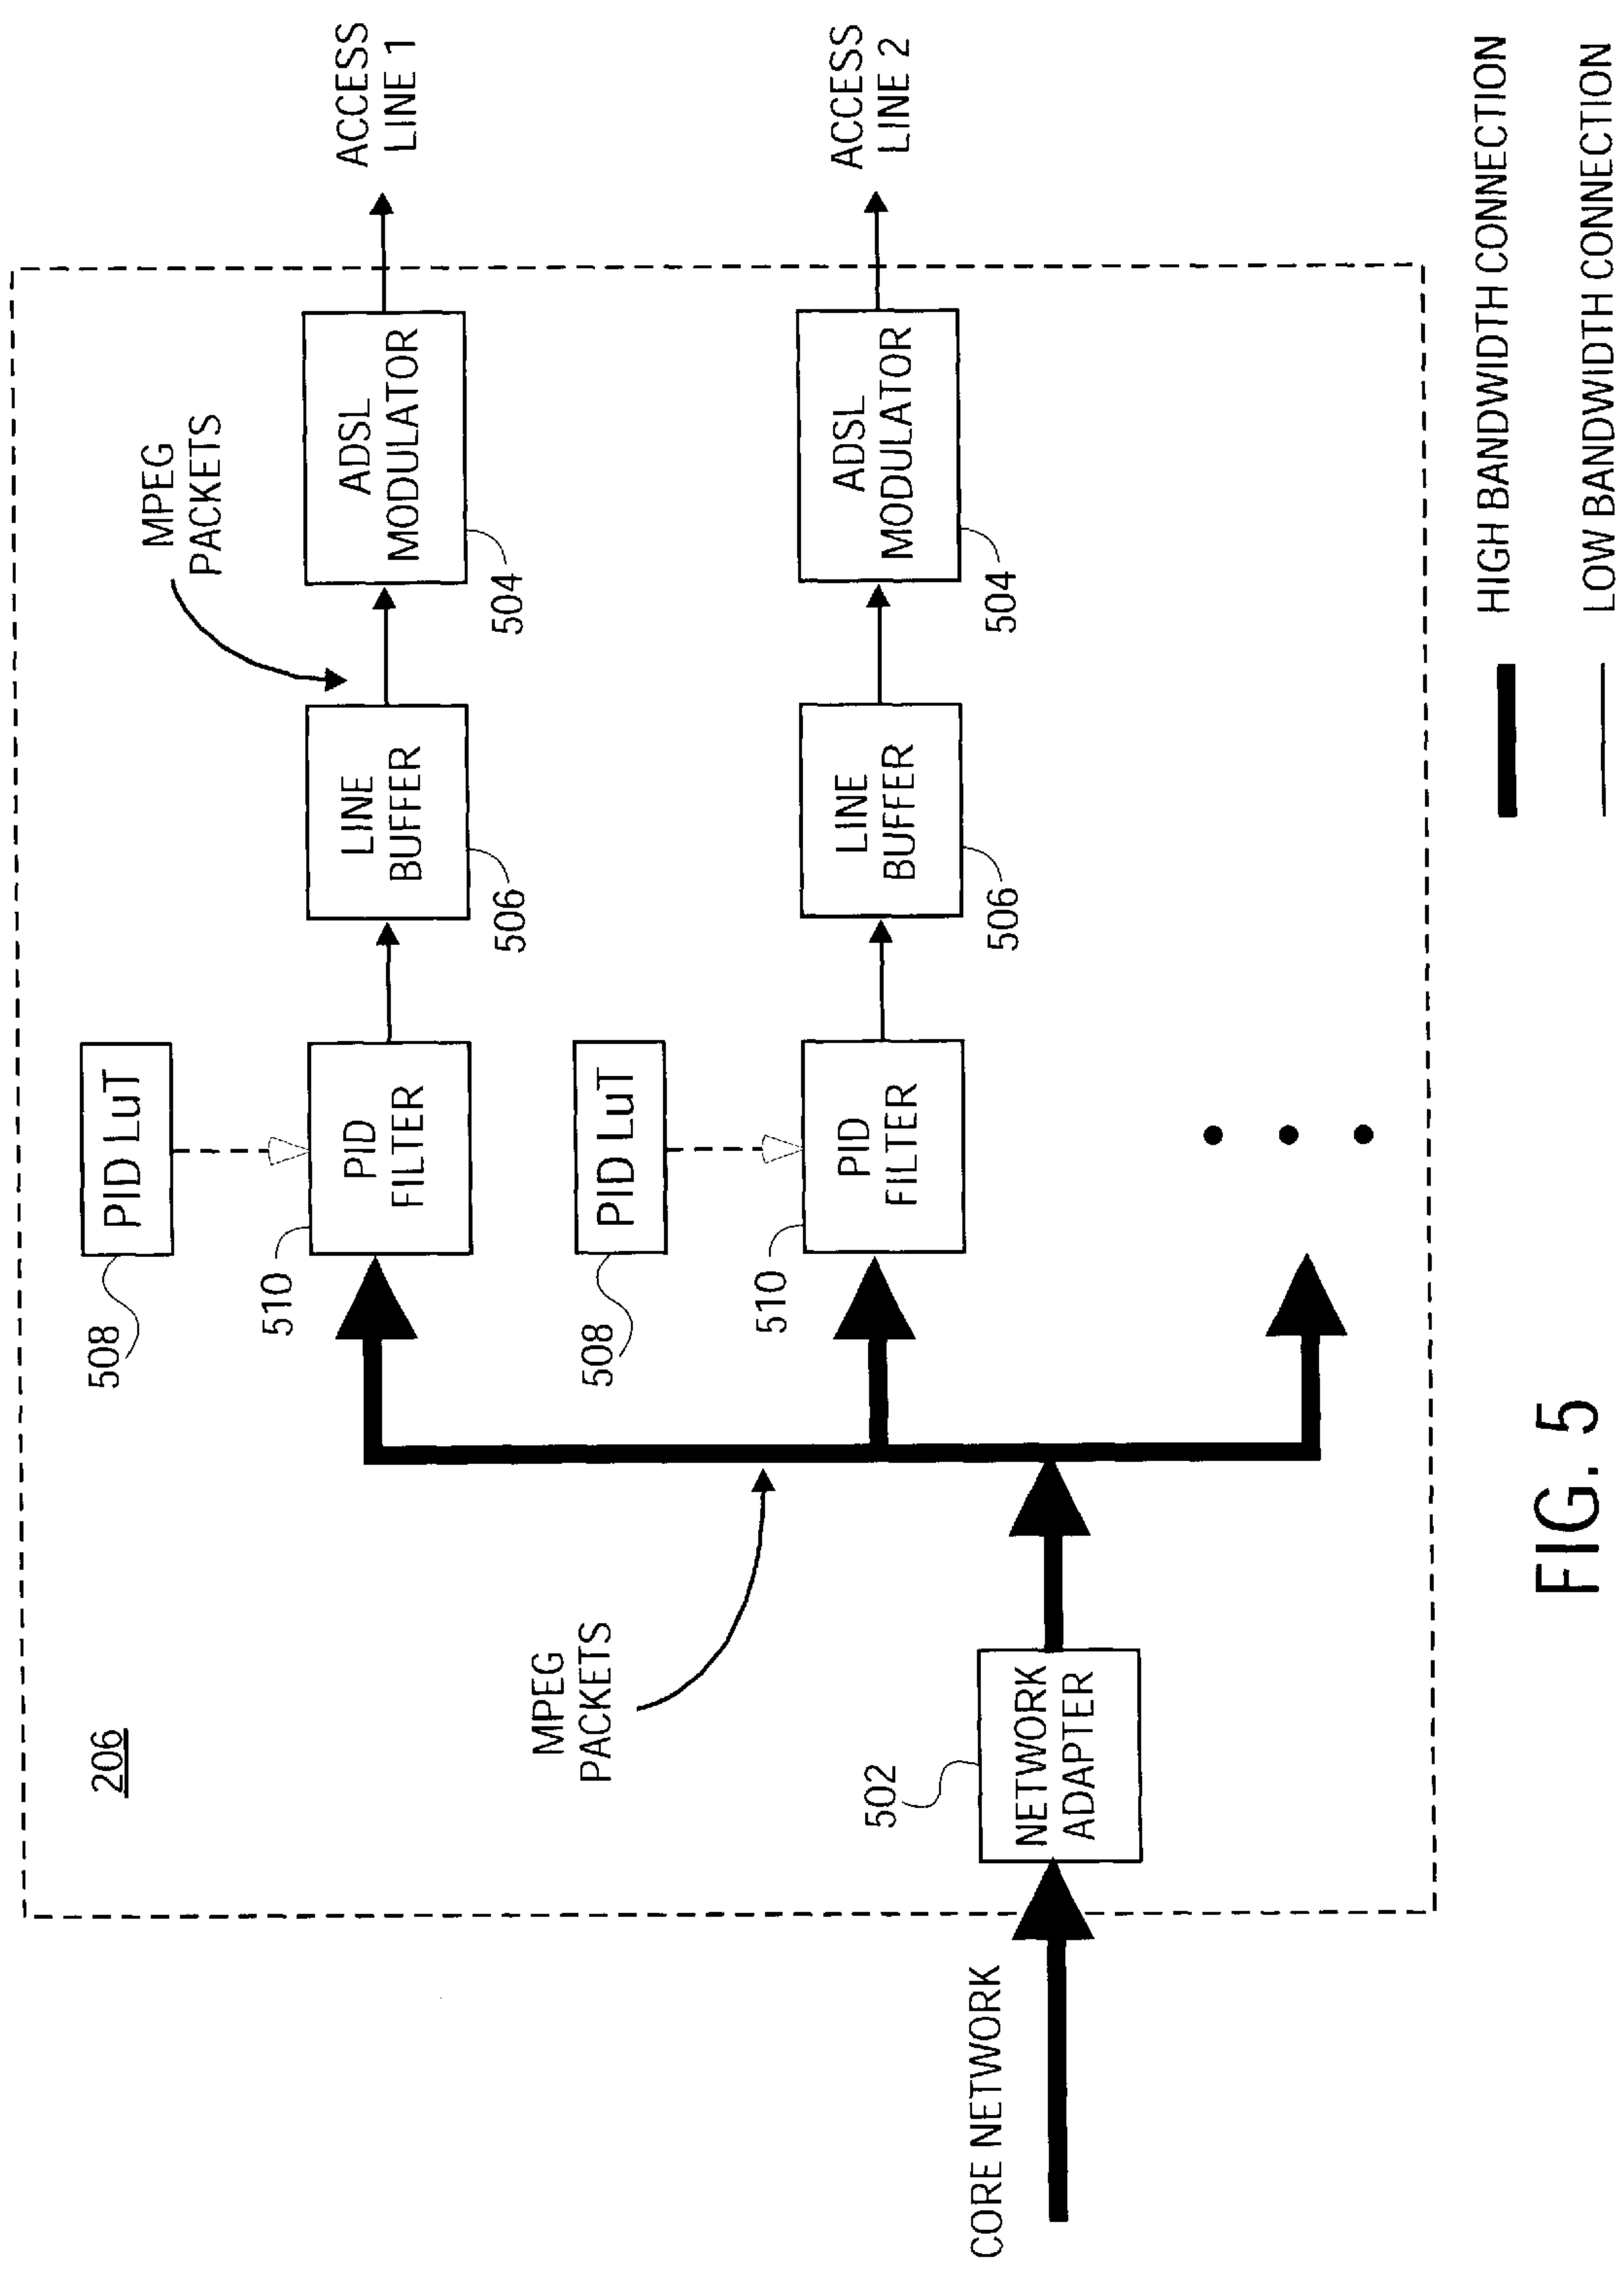 206
508
PID LuT
MPEG
PACKETS
510
PID
FILTER
LINE
BUFFER
506
ADSL
MODULATOR
504
ACCESS
LINE 1
508
PID LuT
MPEG
PACKETS
510
PID
FILTER
LINE
BUFFER
506
ADSL
MODULATOR
504
ACCESS
LINE 2
502
NETWORK
ADAPTER
CORE NETWORK
HIGH BANDWIDTH CONNECTION
LOW BANDWIDTH CONNECTION
FIG. 5